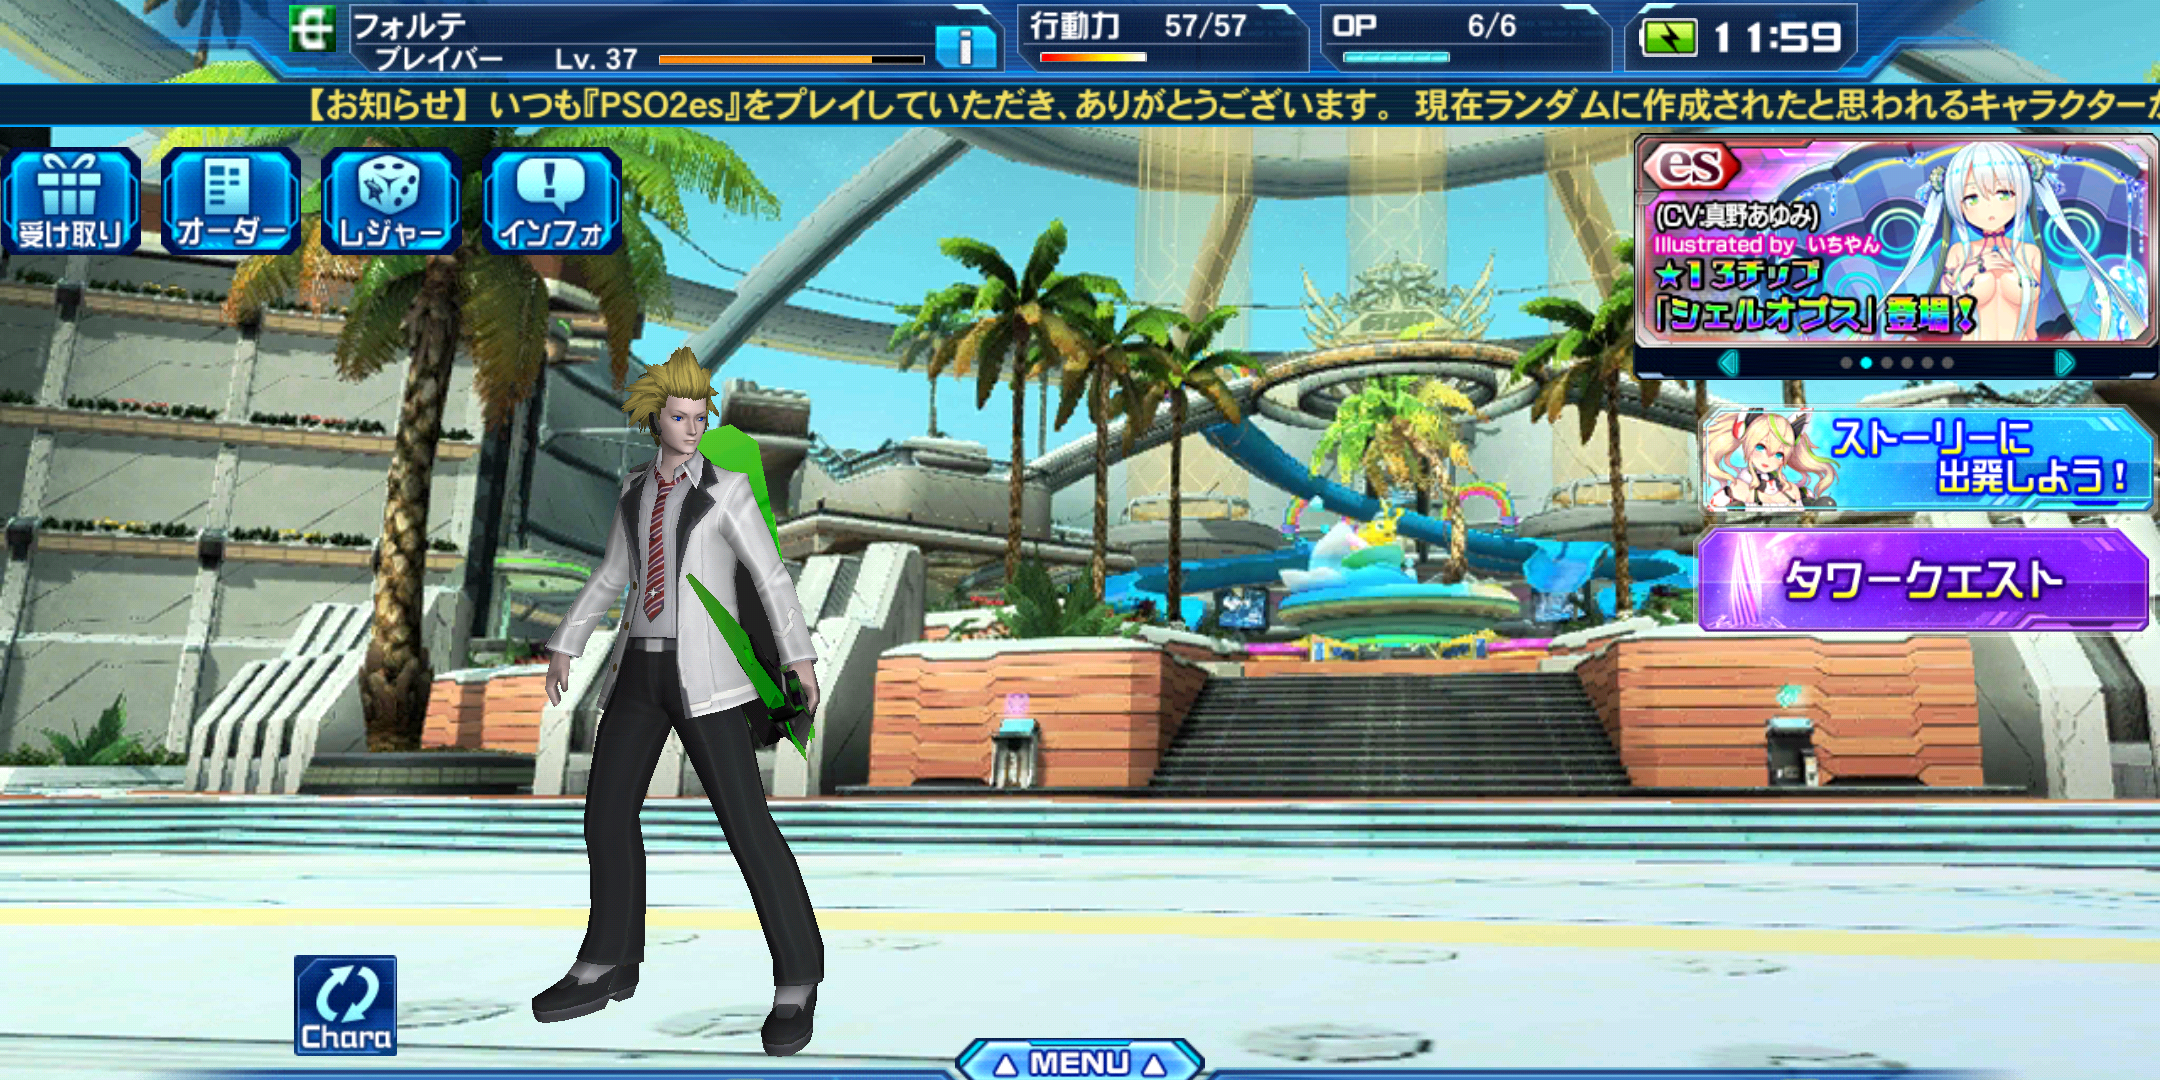 フォルテ
ブレイバー Lv. 37
i
行動力 57/57
OP 6/6
11:59
【お知らせ】いつも『PSO2es』をプレイしていただき、ありがとうございます。 現在ランダムに作成されたと思われるキャラクターが
受け取り
オーダー
レジャー
インフォ
es
(CV:真野あゆみ)
Illustrated by いちやん
★13チップ
「シェルオプス」登場！
ストーリーに
出発しよう！
タワークエスト
Chara
▲ MENU ▲